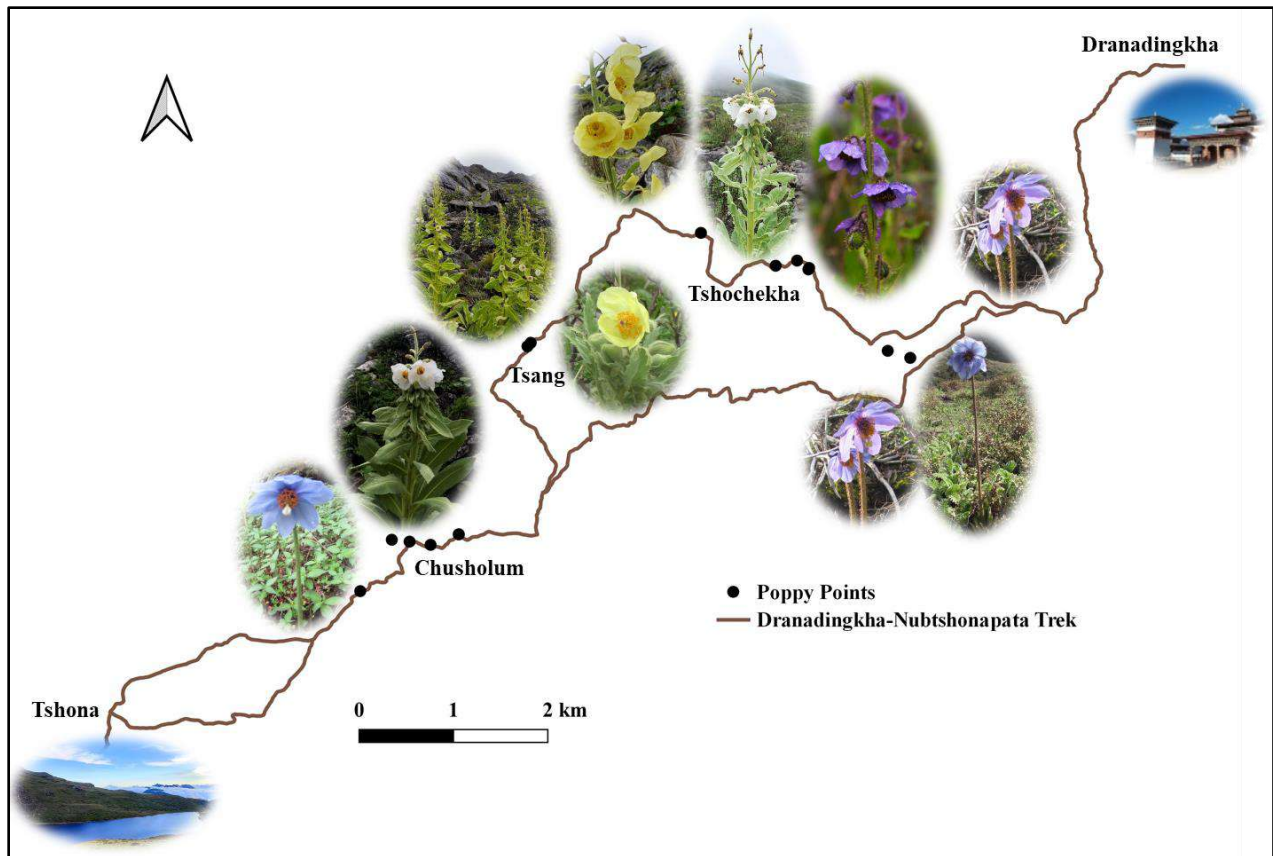 Dranadingkha
Tshochekha
Tsang
Chusholum
Poppy Points
Dranadingkha-Nubtshonapata Trek
Tshona
0 1 2 km